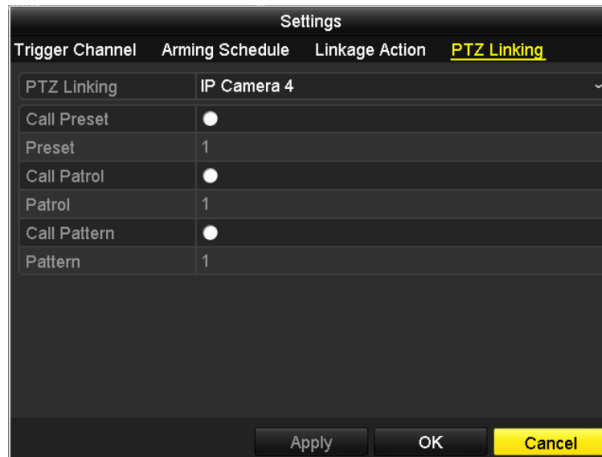 Settings
Trigger Channel Arming Schedule Linkage Action PTZ Linking
PTZ Linking IP Camera 4
Call Preset
Preset 1
Call Patrol
Patrol 1
Call Pattern
Pattern 1
Apply OK Cancel